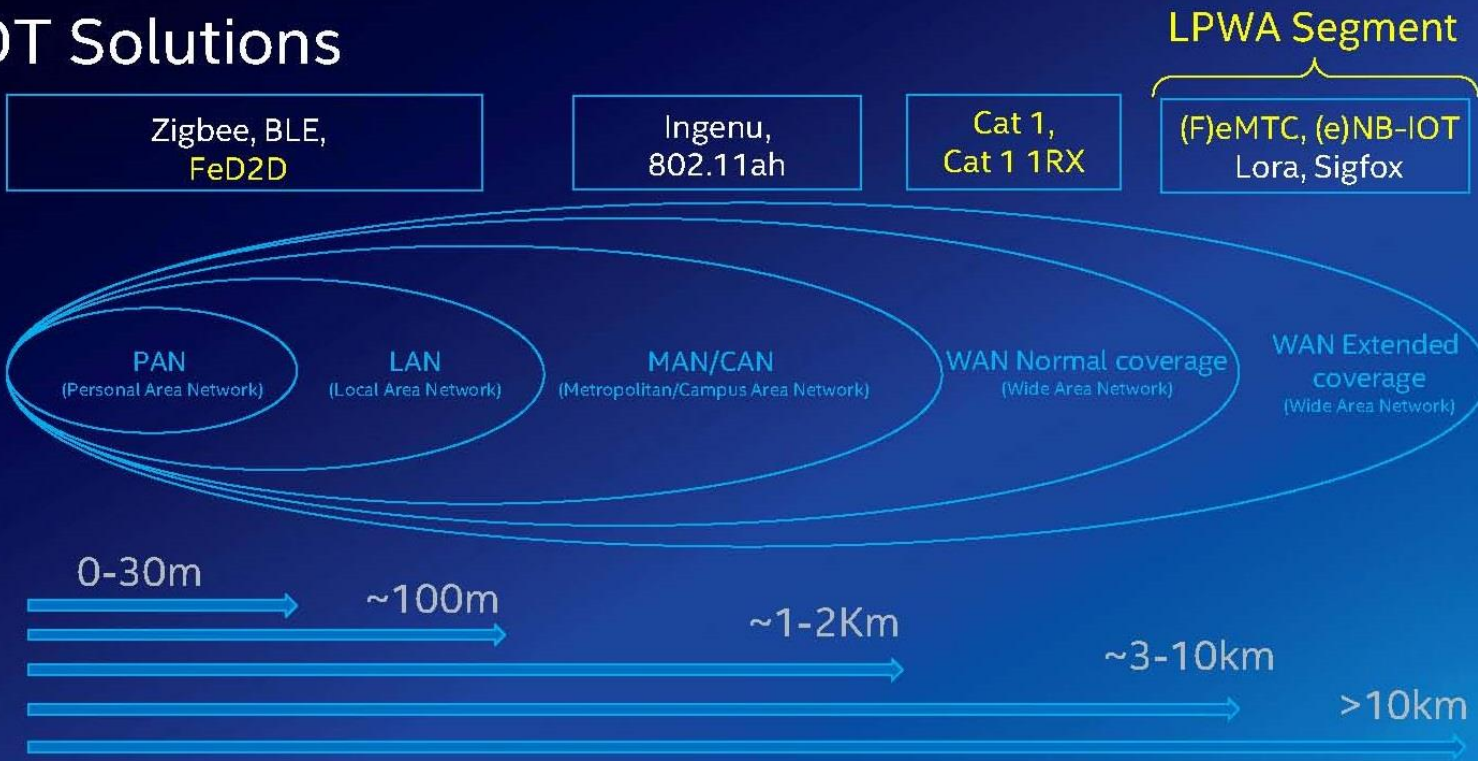 OT Solutions
LPWA Segment
Zigbee, BLE,
FeD2D
Ingenu,
802.11ah
Cat 1,
Cat 1 1RX
(F)eMTC, (e)NB-IOT
Lora, Sigfox
PAN
(Personal Area Network)
LAN
(Local Area Network)
MAN/CAN
(Metropolitan/Campus Area Network)
WAN Normal coverage
(Wide Area Network)
WAN Extended
coverage
(Wide Area Network)
0-30m
~100m
~1-2Km
~3-10km
>10km